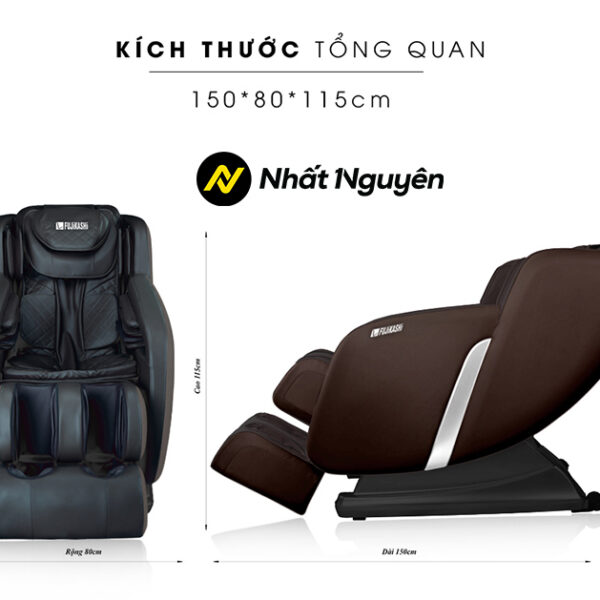 KÍCH THƯỚC TỔNG QUAN
150*80*115cm
Nhất Nguyên
FUJIKASHI
FUJIKASHI
Cao 115cm
Rộng 80cm
Dài 150cm